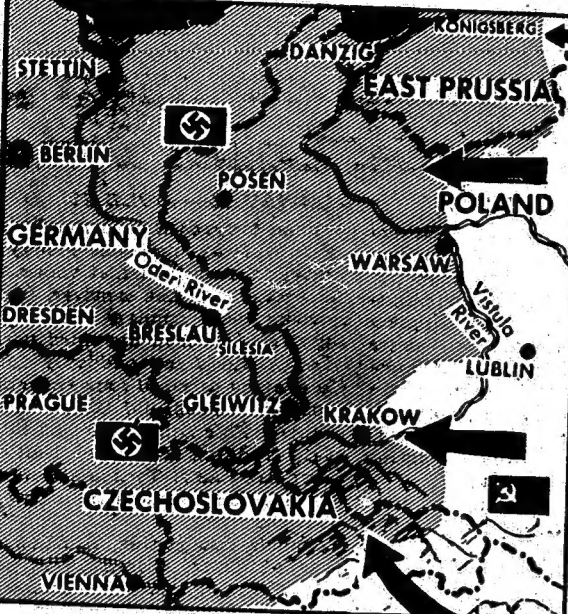 KÖNIGSBERG
DANZIG
STETTIN
EAST PRUSSIA
BERLIN
POSEN
POLAND
GERMANY
WARSAW
Oder River
Vistula
River
DRESDEN
BRESLAU
SILESIA
LUBLIN
PRAGUE
GLEIWITZ
KRAKOW
CZECHOSLOVAKIA
VIENNA